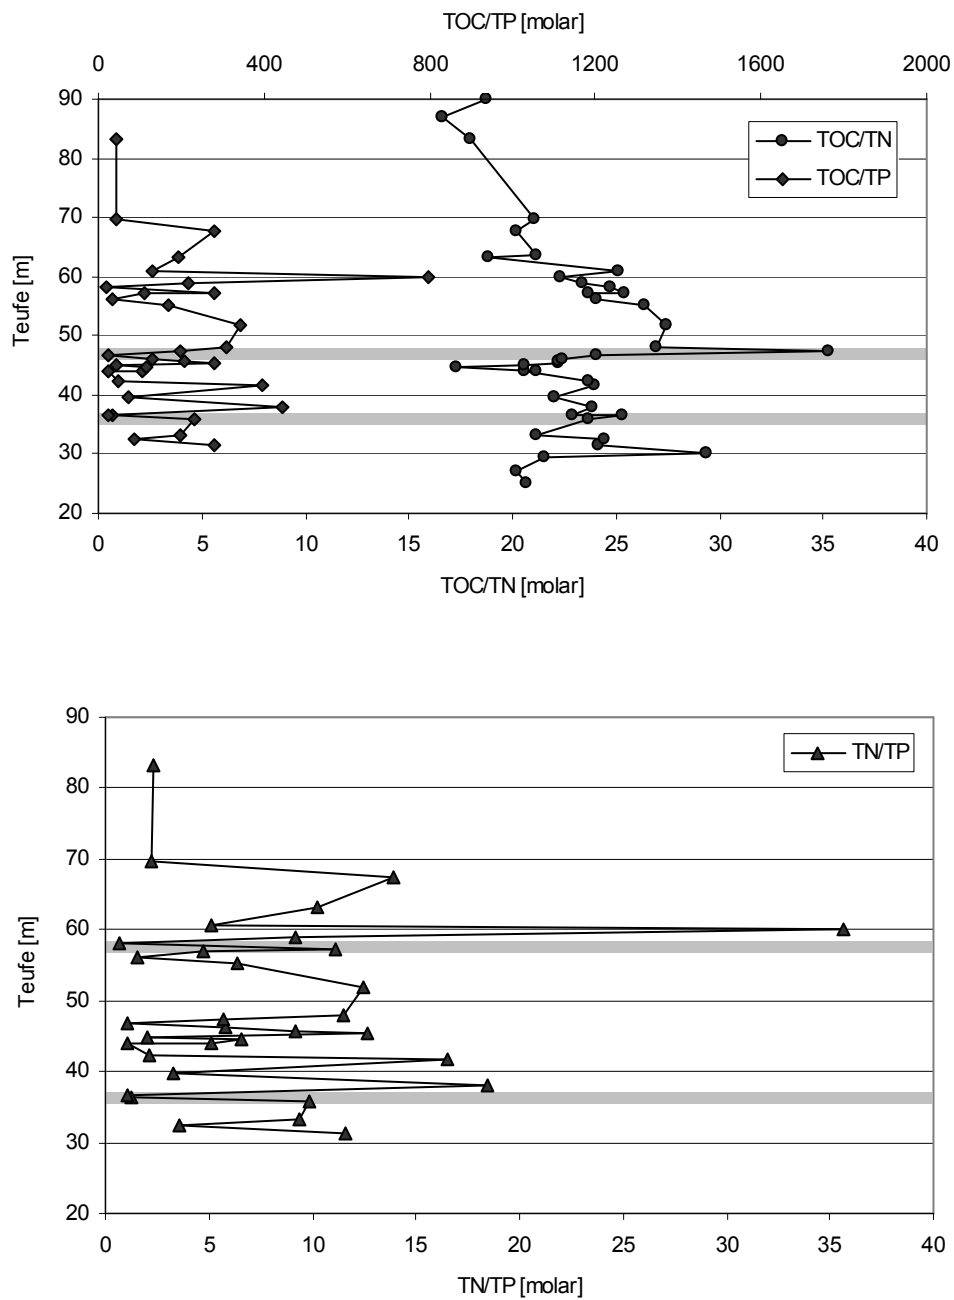 TOC/TP [molar]
0 400 800 1200 1600 2000
90
80
70
60
50
40
30
20
Teufe [m]
TOC/TN
TOC/TP
0 5 10 15 20 25 30 35 40
TOC/TN [molar]
90
80
70
60
50
40
30
20
Teufe [m]
TN/TP
0 5 10 15 20 25 30 35 40
TN/TP [molar]